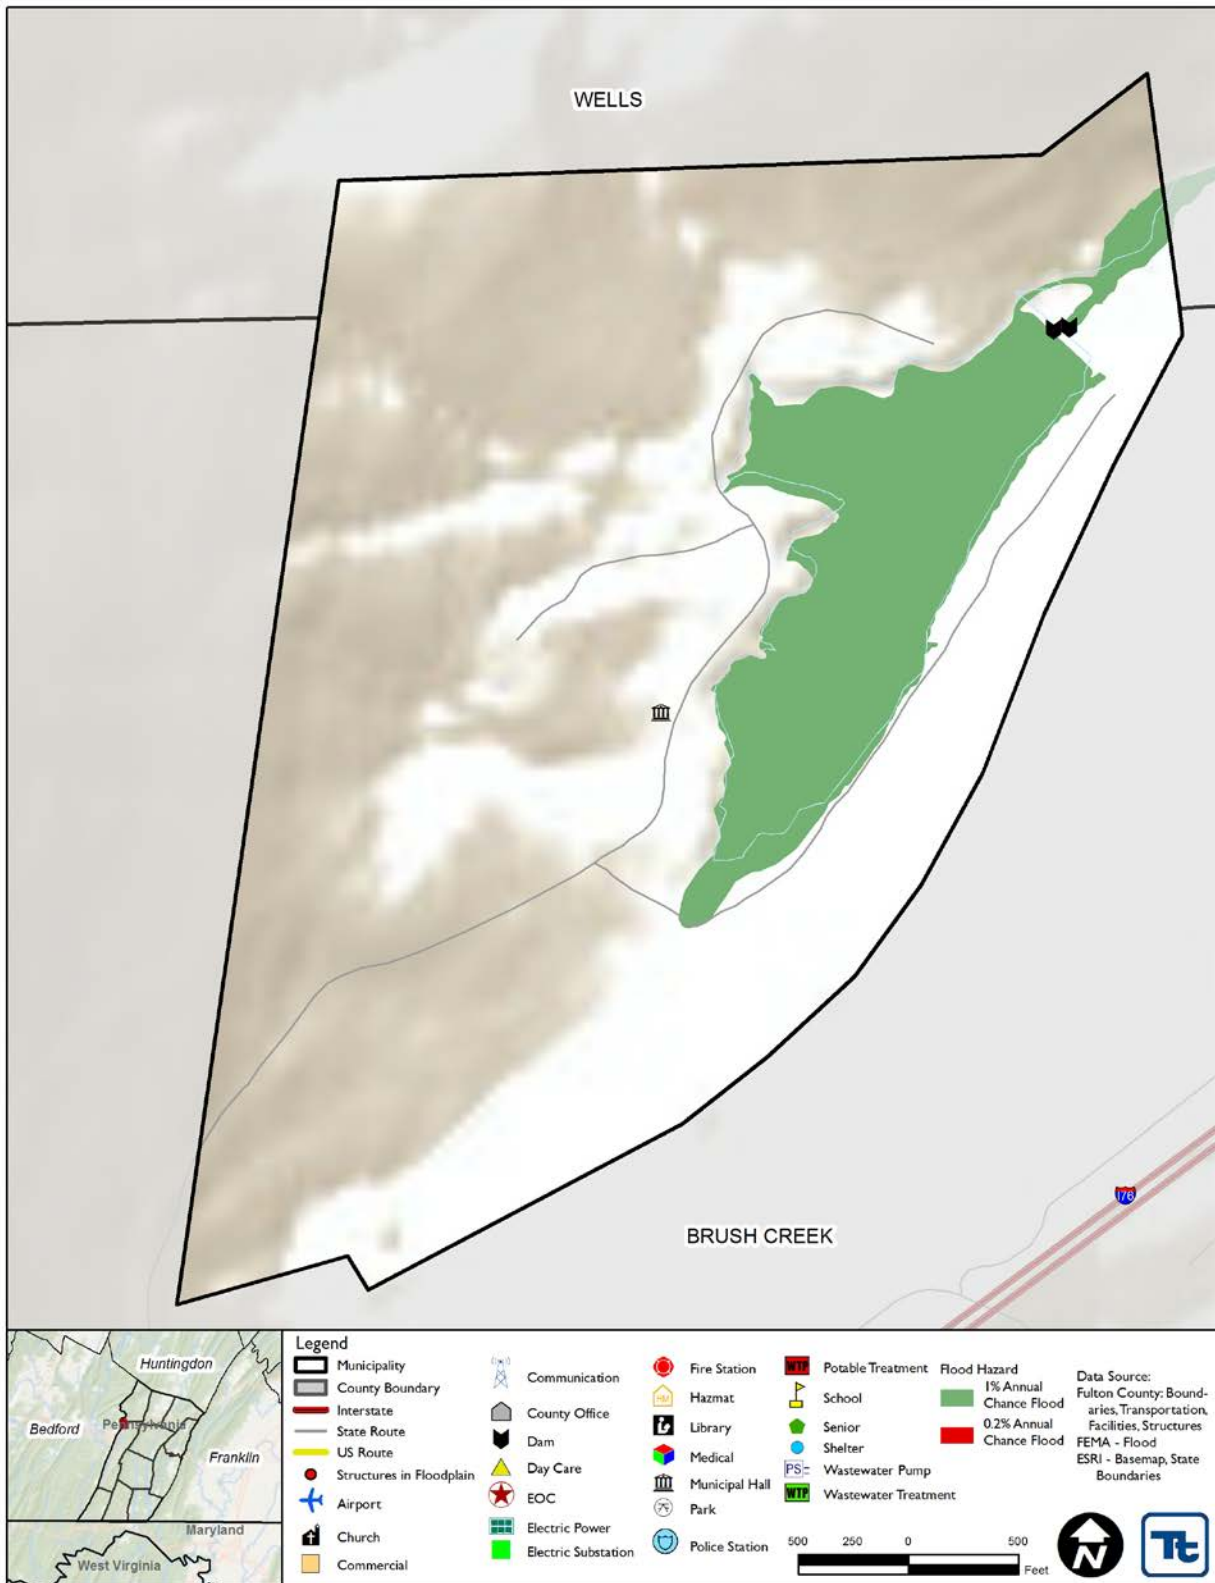 WELLS
BRUSH CREEK
I76
Huntingdon
Bedford
Pennsylvania
Franklin
Maryland
West Virginia
Legend
Municipality
County Boundary
Interstate
State Route
US Route
Structures in Floodplain
Airport
Church
Commercial
Communication
County Office
Dam
Day Care
EOC
Electric Power
Electric Substation
Fire Station
HM Hazmat
Library
Medical
Municipal Hall
Park
Police Station
WTP Potable Treatment
School
Senior
Shelter
PS Wastewater Pump
WTP Wastewater Treatment
Flood Hazard
1% Annual
Chance Flood
0.2% Annual
Chance Flood
Data Source:
Fulton County: Bound-
aries, Transportation,
Facilities, Structures
FEMA - Flood
ESRI - Basemap, State
Boundaries
500 250 0 500
Feet
N
Tt